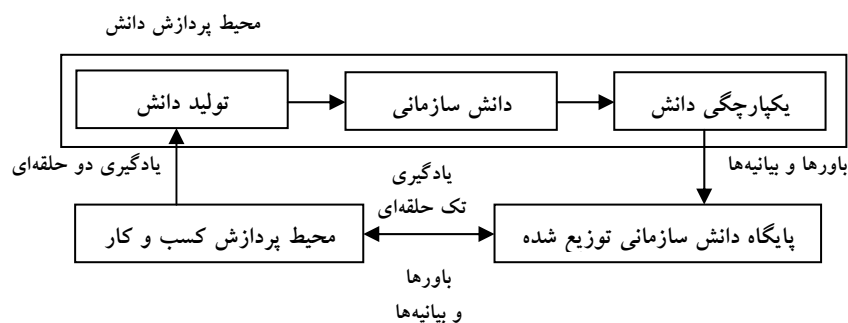 محیط پردازش دانش
تولید دانش
دانش سازمانی
یکپارچگی دانش
یادگیری دو حلقه‌ای
یادگیری
تک حلقه‌ای
باورها و بیانیه‌ها
محیط پردازش کسب و کار
پایگاه دانش سازمانی توزیع شده
باورها
و بیانیه‌ها